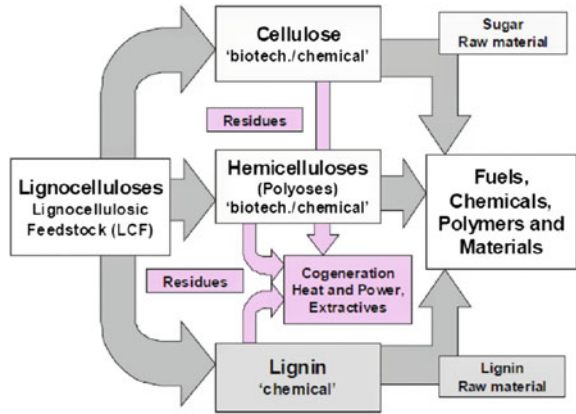 Cellulose
'biotech./chemical'
Sugar
Raw material
Residues
Lignocelluloses
Lignocellulosic
Feedstock (LCF)
Hemicelluloses
(Polyoses)
'biotech./chemical'
Fuels,
Chemicals,
Polymers and
Materials
Residues
Cogeneration
Heat and Power,
Extractives
Lignin
'chemical'
Lignin
Raw material